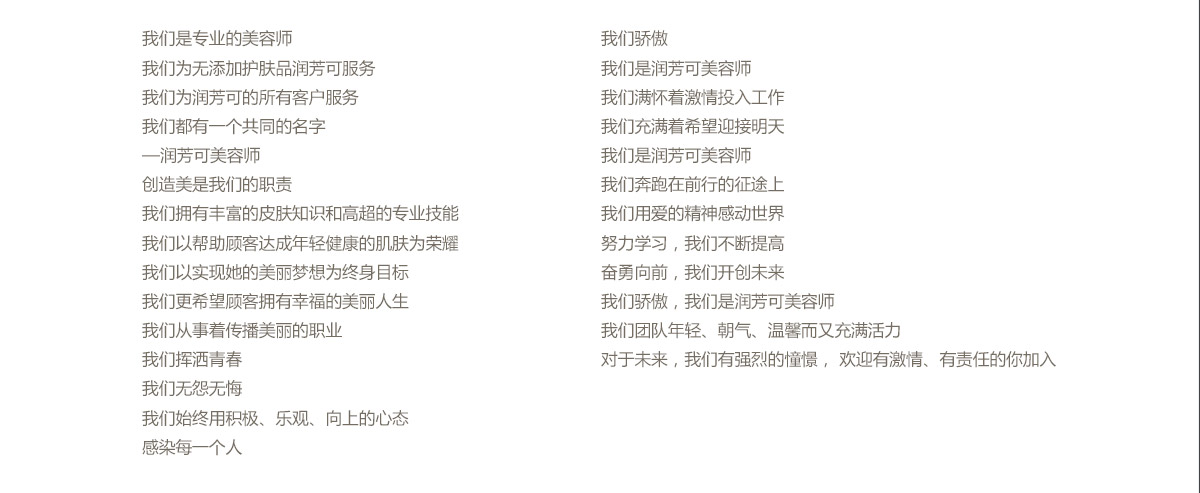 我们是专业的美容师
我们为无添加护肤品润芳可服务
我们为润芳可的所有客户服务
我们都有一个共同的名字
—润芳可美容师
创造美是我们的职责
我们拥有丰富的皮肤知识和高超的专业技能
我们以帮助顾客达成年轻健康的肌肤为荣耀
我们以实现她的美丽梦想为终身目标
我们更希望顾客拥有幸福的美丽人生
我们从事着传播美丽的职业
我们挥洒青春
我们无怨无悔
我们始终用积极、乐观、向上的心态
感染每一个人
我们骄傲
我们是润芳可美容师
我们满怀着激情投入工作
我们充满着希望迎接明天
我们是润芳可美容师
我们奔跑在前行的征途上
我们用爱的精神感动世界
努力学习，我们不断提高
奋勇向前，我们开创未来
我们骄傲，我们是润芳可美容师
我们团队年轻、朝气、温馨而又充满活力
对于未来，我们有强烈的憧憬， 欢迎有激情、有责任的你加入